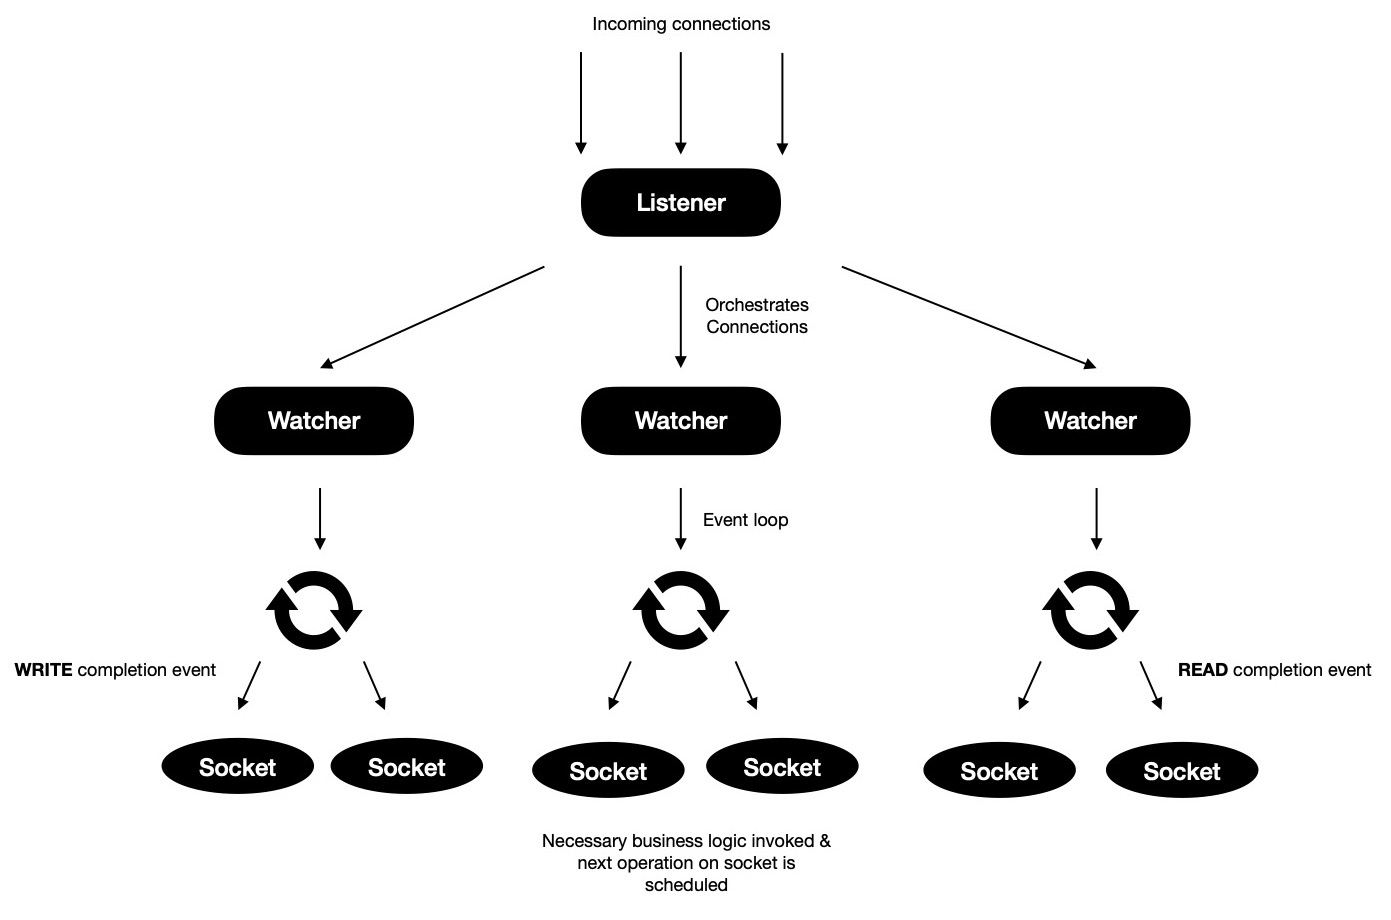 Incoming connections
Listener
Orchestrates
Connections
Watcher
Watcher
Watcher
Event loop
WRITE completion event
READ completion event
Socket
Socket
Socket
Socket
Socket
Socket
Necessary business logic invoked &
next operation on socket is
scheduled